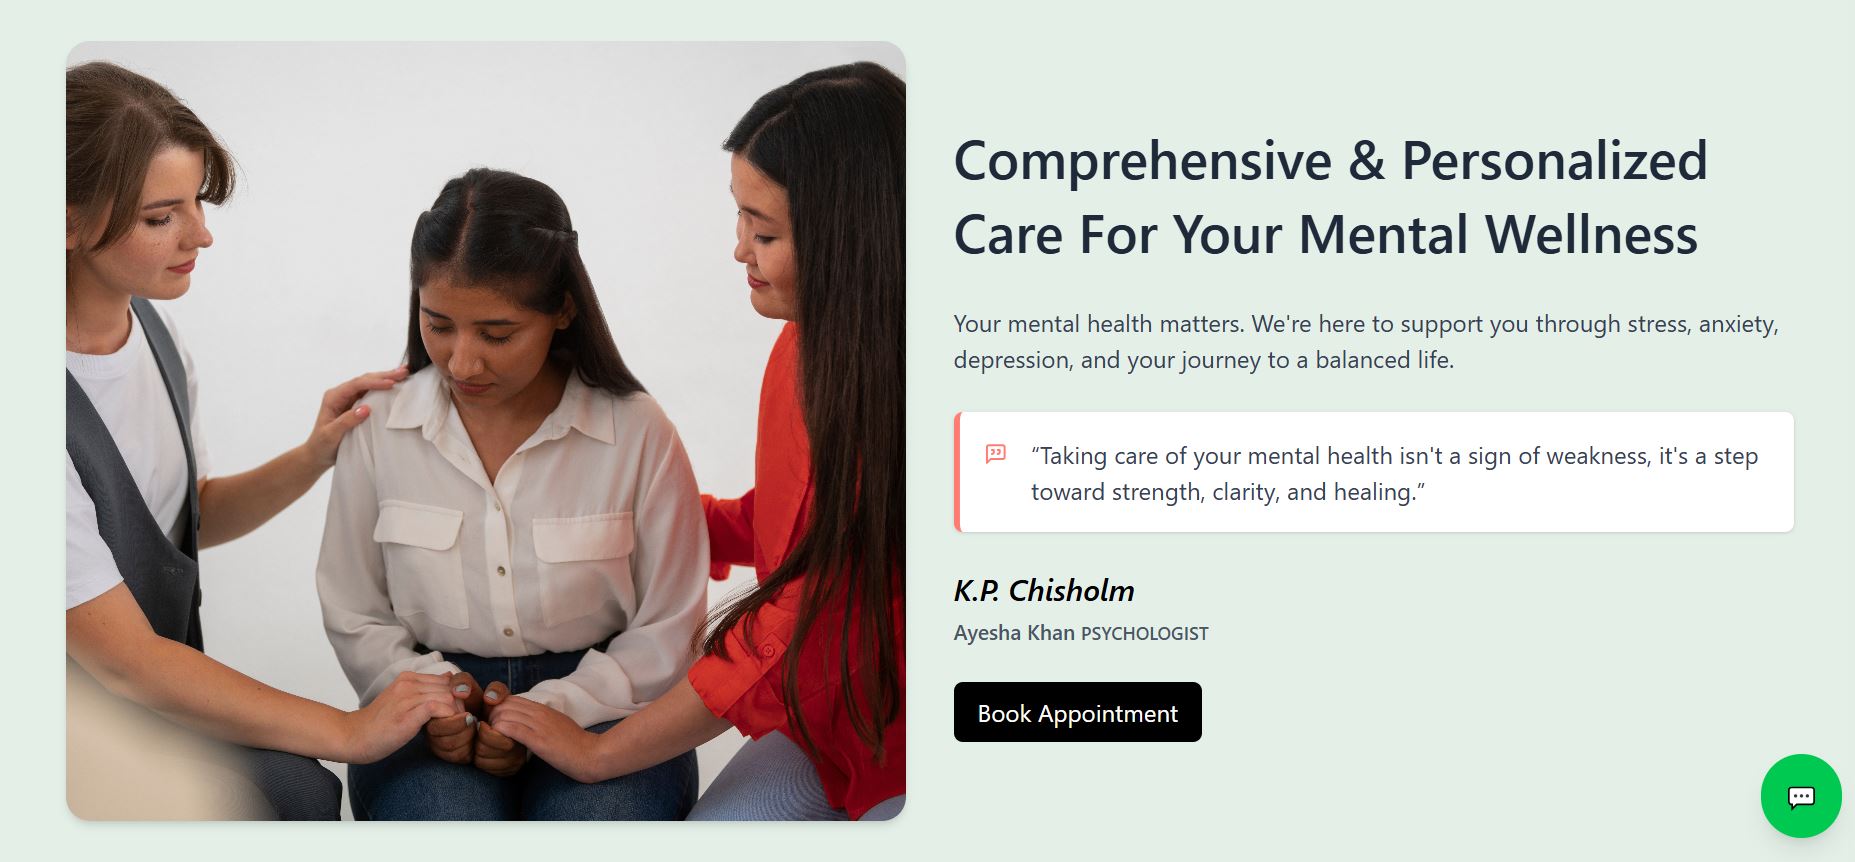 Comprehensive & Personalized
Care For Your Mental Wellness
Your mental health matters. We're here to support you through stress, anxiety,
depression, and your journey to a balanced life.
“Taking care of your mental health isn't a sign of weakness, it's a step
toward strength, clarity, and healing.”
K.P. Chisholm
Ayesha Khan PSYCHOLOGIST
Book Appointment